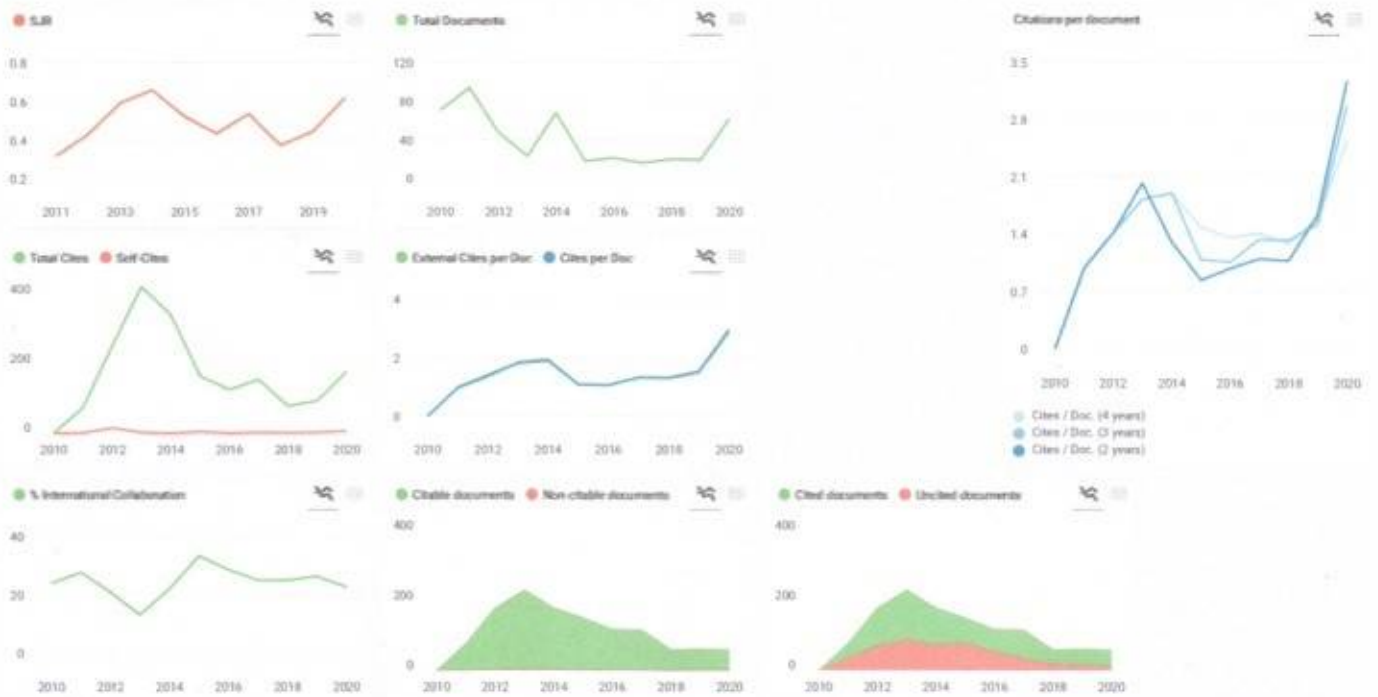 SJR
0.8
0.6
0.4
0.2
2011 2013 2015 2017 2019
Total Documents
120
80
40
0
2010 2012 2014 2016 2018 2020
Citations per document
3.5
2.8
2.1
1.4
0.7
0
2010 2012 2014 2016 2018 2020
Cites / Doc. (4 years)
Cites / Doc. (3 years)
Cites / Doc. (2 years)
Total Cites Self-Cites
400
200
0
2010 2012 2014 2016 2018 2020
External Cites per Doc Cites per Doc
4
2
0
2010 2012 2014 2016 2018 2020
% International Collaboration
40
20
0
2010 2012 2014 2016 2018 2020
Citable documents Non-citable documents
400
200
0
2010 2012 2014 2016 2018 2020
Cited documents Uncited documents
400
200
0
2010 2012 2014 2016 2018 2020